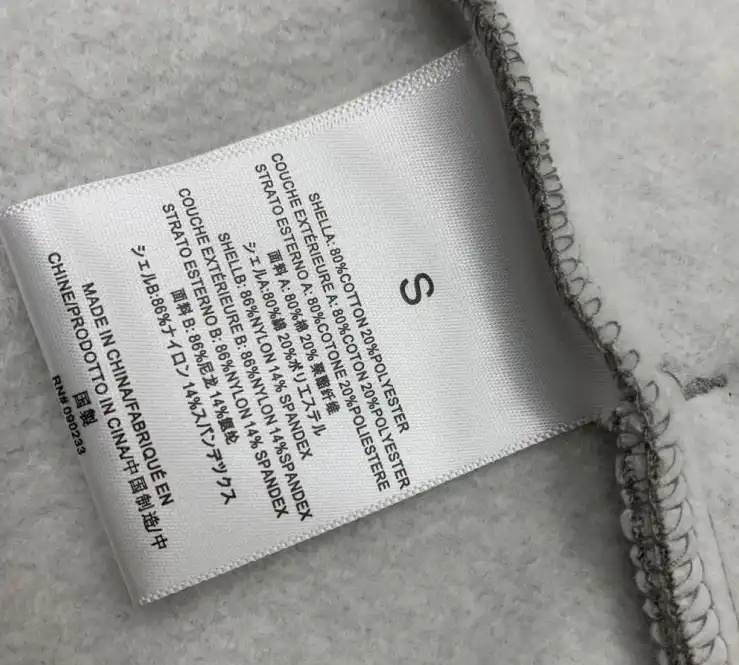 S
SHELLA: 80%COTTON 20%POLYESTER
COUCHE EXTÉRIEURE A: 80%COTON 20%POLYESTER
STRATO ESTERNO A: 80%COTONE 20%POLIESTERE
面料 A: 80%棉 20% 聚酯纤维
シェルA:80%綿 20%ポリエステル
SHELLB: 86%NYLON 14% SPANDEX
COUCHE EXTÉRIEURE B: 86%NYLON 14%SPANDEX
STRATO ESTERNO B: 86%NYLON 14% SPANDEX
面料 B: 86%尼龙 14%氨纶
シェルB:86%ナイロン 14%スパンデックス
MADE IN CHINA/FABRIQUÉ EN
CHINE/PRODOTTO IN CINA/中国制造/中
国製
RN# 090233